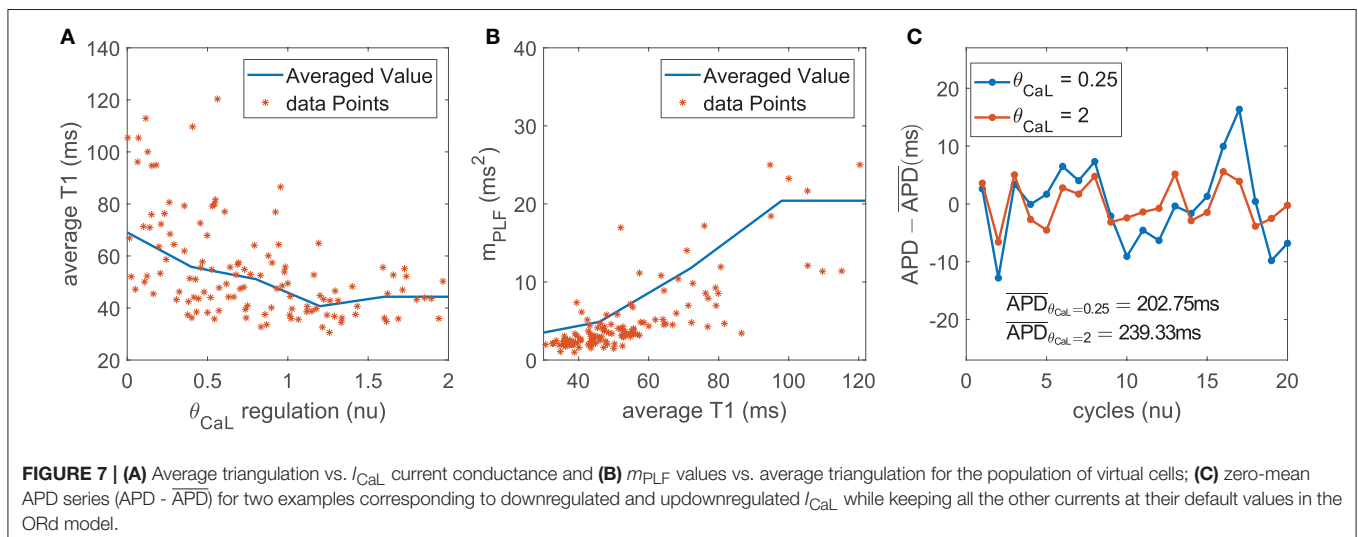 A
140
120
100
80
60
40
20
average T1 (ms)
Averaged Value
data Points
0
0.5
1
1.5
2
θCaL regulation (nu)
B
40
30
20
10
0
mPLF (ms²)
Averaged Value
data Points
40
60
80
100
120
average T1 (ms)
C
20
10
0
-10
-20
APD − A̅P̅D̅(ms)
θCaL = 0.25
θCaL = 2
A̅P̅D̅θCaL=0.25 = 202.75ms
A̅P̅D̅θCaL=2 = 239.33ms
0
5
10
15
20
cycles (nu)
FIGURE 7 | (A) Average triangulation vs. ICaL current conductance and (B) mPLF values vs. average triangulation for the population of virtual cells; (C) zero-mean
APD series (APD - A̅P̅D̅) for two examples corresponding to downregulated and updownregulated ICaL while keeping all the other currents at their default values in the
ORd model.